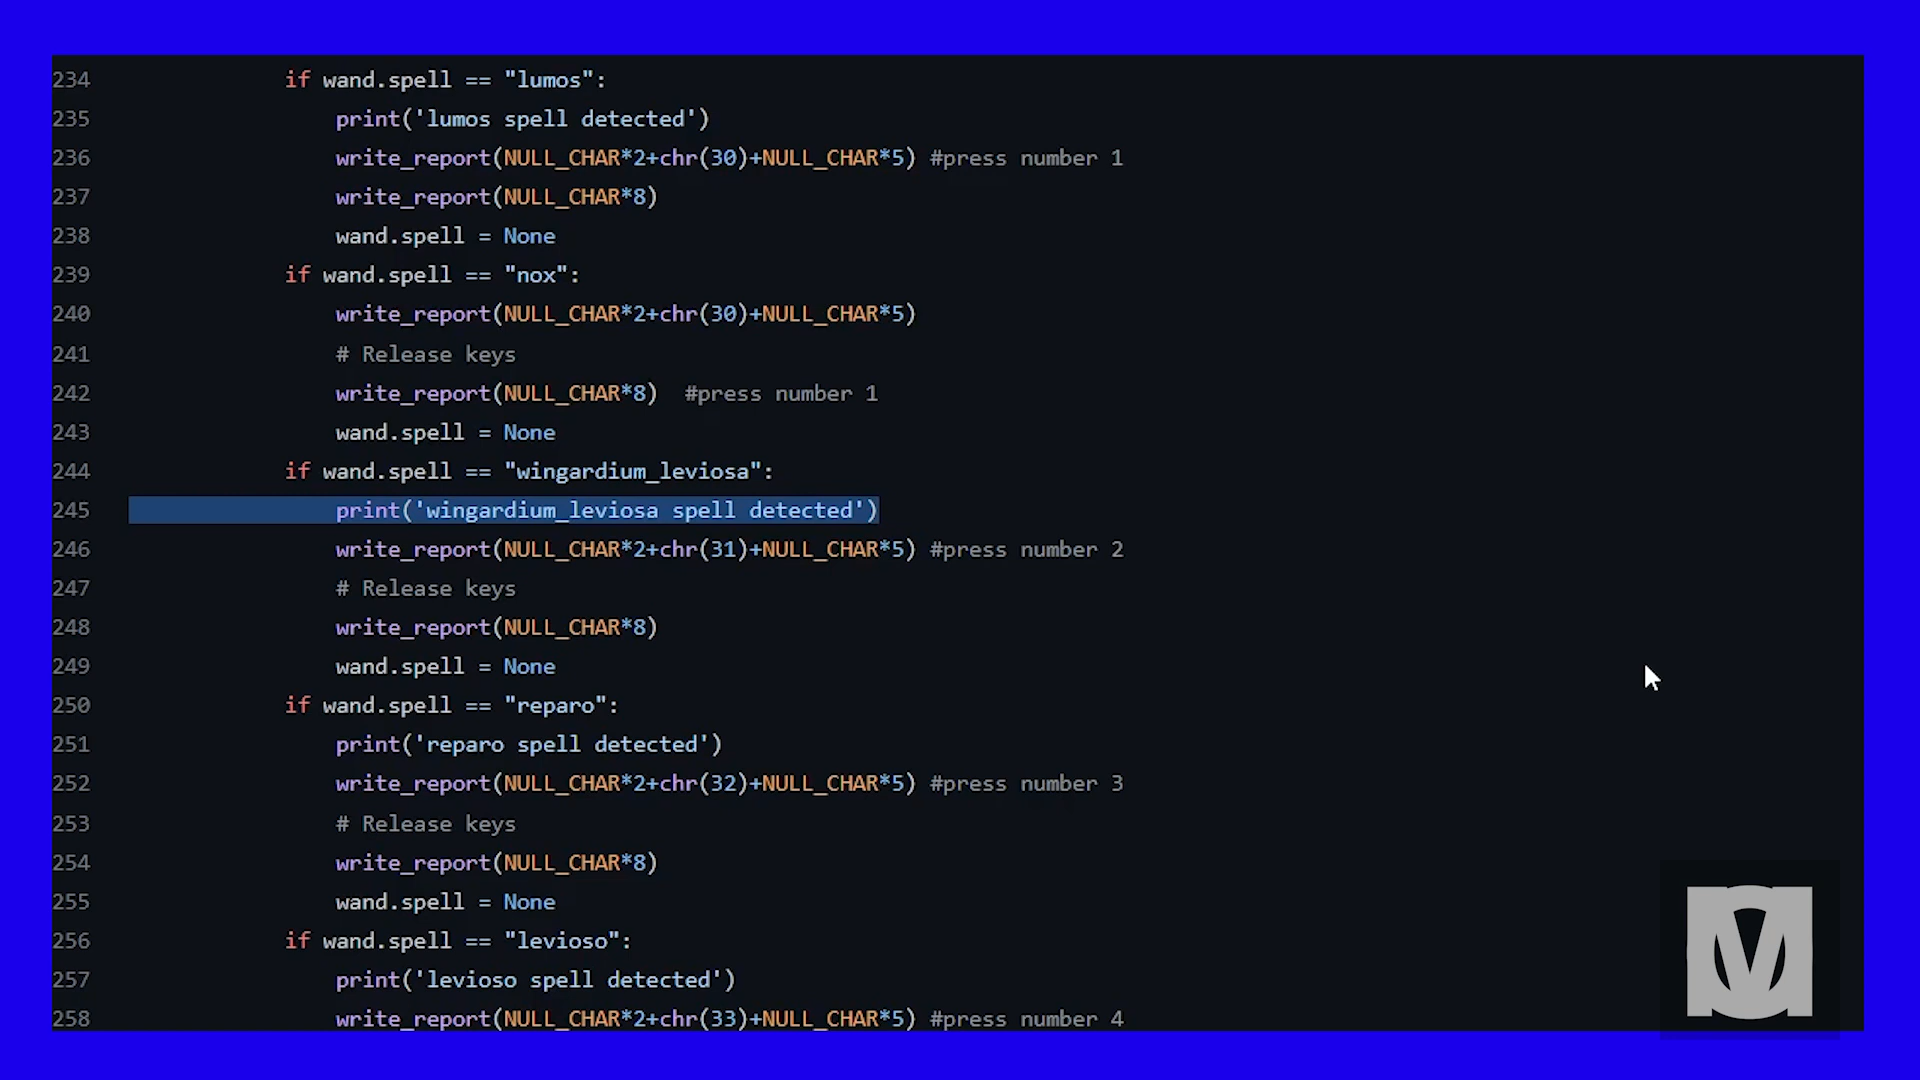 234 if wand.spell == "lumos":
235 print('lumos spell detected')
236 write_report(NULL_CHAR*2+chr(30)+NULL_CHAR*5) #press number 1
237 write_report(NULL_CHAR*8)
238 wand.spell = None
239 if wand.spell == "nox":
240 write_report(NULL_CHAR*2+chr(30)+NULL_CHAR*5)
241 # Release keys
242 write_report(NULL_CHAR*8)  #press number 1
243 wand.spell = None
244 if wand.spell == "wingardium_leviosa":
245 print('wingardium_leviosa spell detected')
246 write_report(NULL_CHAR*2+chr(31)+NULL_CHAR*5) #press number 2
247 # Release keys
248 write_report(NULL_CHAR*8)
249 wand.spell = None
250 if wand.spell == "reparo":
251 print('reparo spell detected')
252 write_report(NULL_CHAR*2+chr(32)+NULL_CHAR*5) #press number 3
253 # Release keys
254 write_report(NULL_CHAR*8)
255 wand.spell = None
256 if wand.spell == "levioso":
257 print('levioso spell detected')
258 write_report(NULL_CHAR*2+chr(33)+NULL_CHAR*5) #press number 4